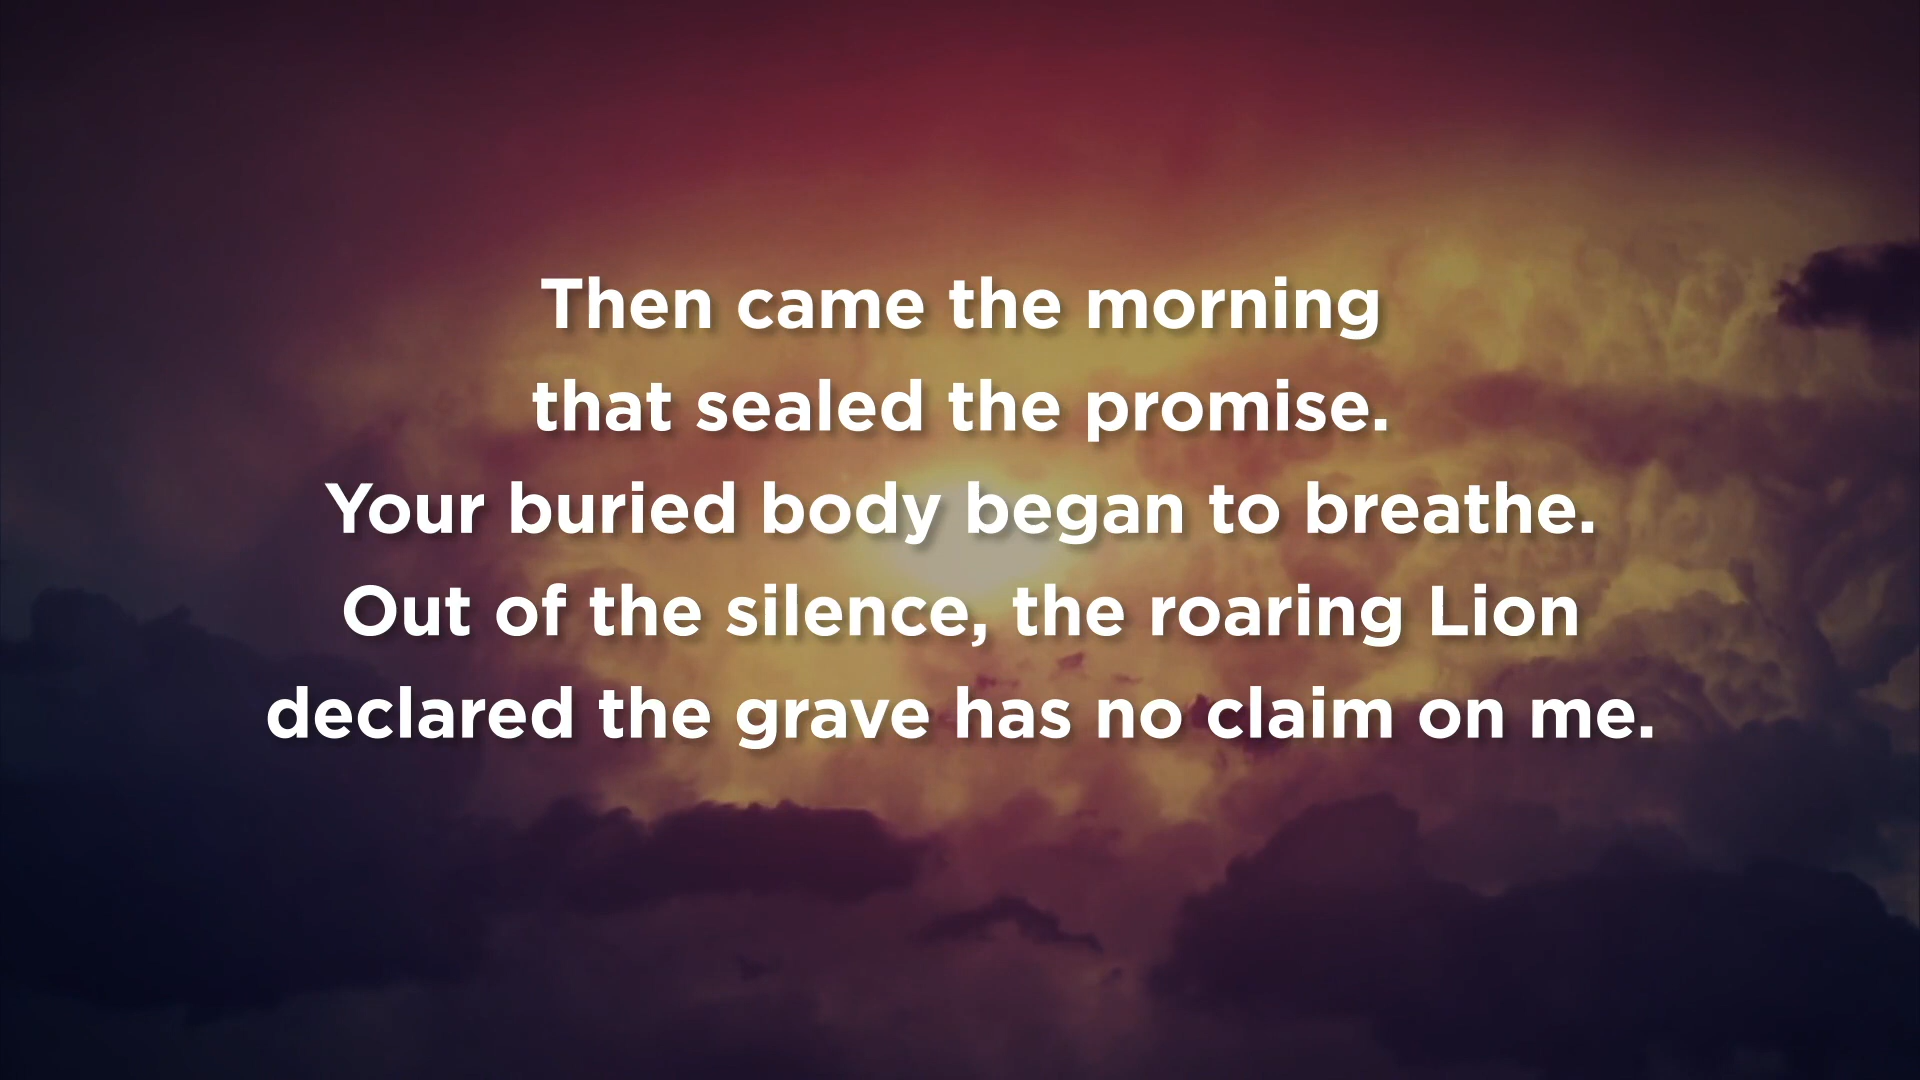 Then came the morning
that sealed the promise.
Your buried body began to breathe.
Out of the silence, the roaring Lion
declared the grave has no claim on me.